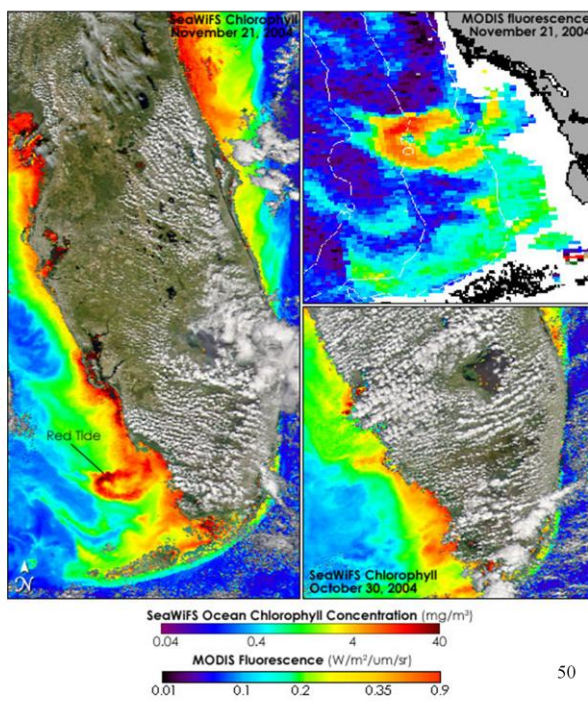 SeaWiFS Chlorophyll
November 21, 2004
MODIS fluorescence
November 21, 2004
Red Tide
N
SeaWiFS Chlorophyll
October 30, 2004
SeaWiFS Ocean Chlorophyll Concentration (mg/m³)
0.04 0.4 4 40
MODIS Fluorescence (W/m²/um/sr)
0.01 0.1 0.2 0.35 0.9
50